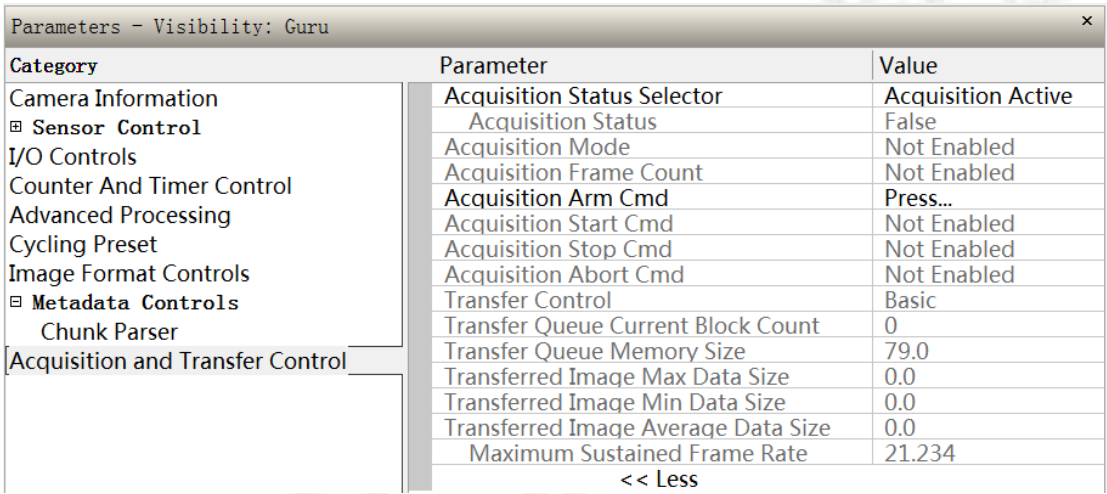 Parameters - Visibility: Guru ×
Category Parameter Value
Camera Information Acquisition Status Selector Acquisition Active
Sensor Control Acquisition Status False
I/O Controls Acquisition Mode Not Enabled
Counter And Timer Control Acquisition Frame Count Not Enabled
Advanced Processing Acquisition Arm Cmd Press...
Cycling Preset Acquisition Start Cmd Not Enabled
Image Format Controls Acquisition Stop Cmd Not Enabled
Metadata Controls Acquisition Abort Cmd Not Enabled
Chunk Parser Transfer Control Basic
Acquisition and Transfer Control Transfer Queue Current Block Count 0
Transfer Queue Memory Size 79.0
Transferred Image Max Data Size 0.0
Transferred Image Min Data Size 0.0
Transferred Image Average Data Size 0.0
Maximum Sustained Frame Rate 21.234
<< Less